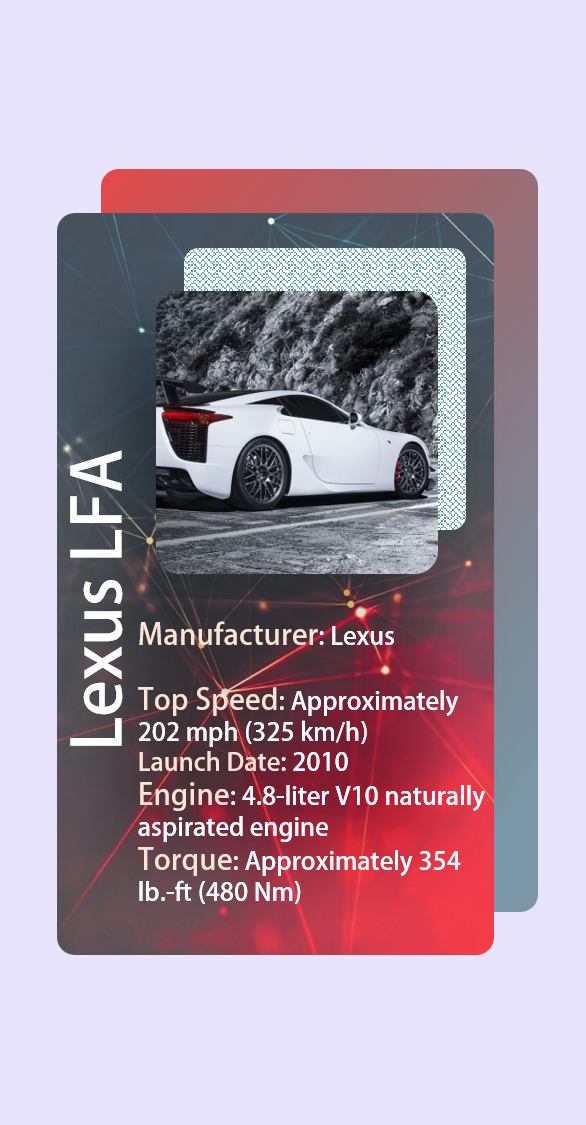 Lexus LFA
Manufacturer: Lexus
Top Speed: Approximately
202 mph (325 km/h)
Launch Date: 2010
Engine: 4.8-liter V10 naturally
aspirated engine
Torque: Approximately 354
lb.-ft (480 Nm)